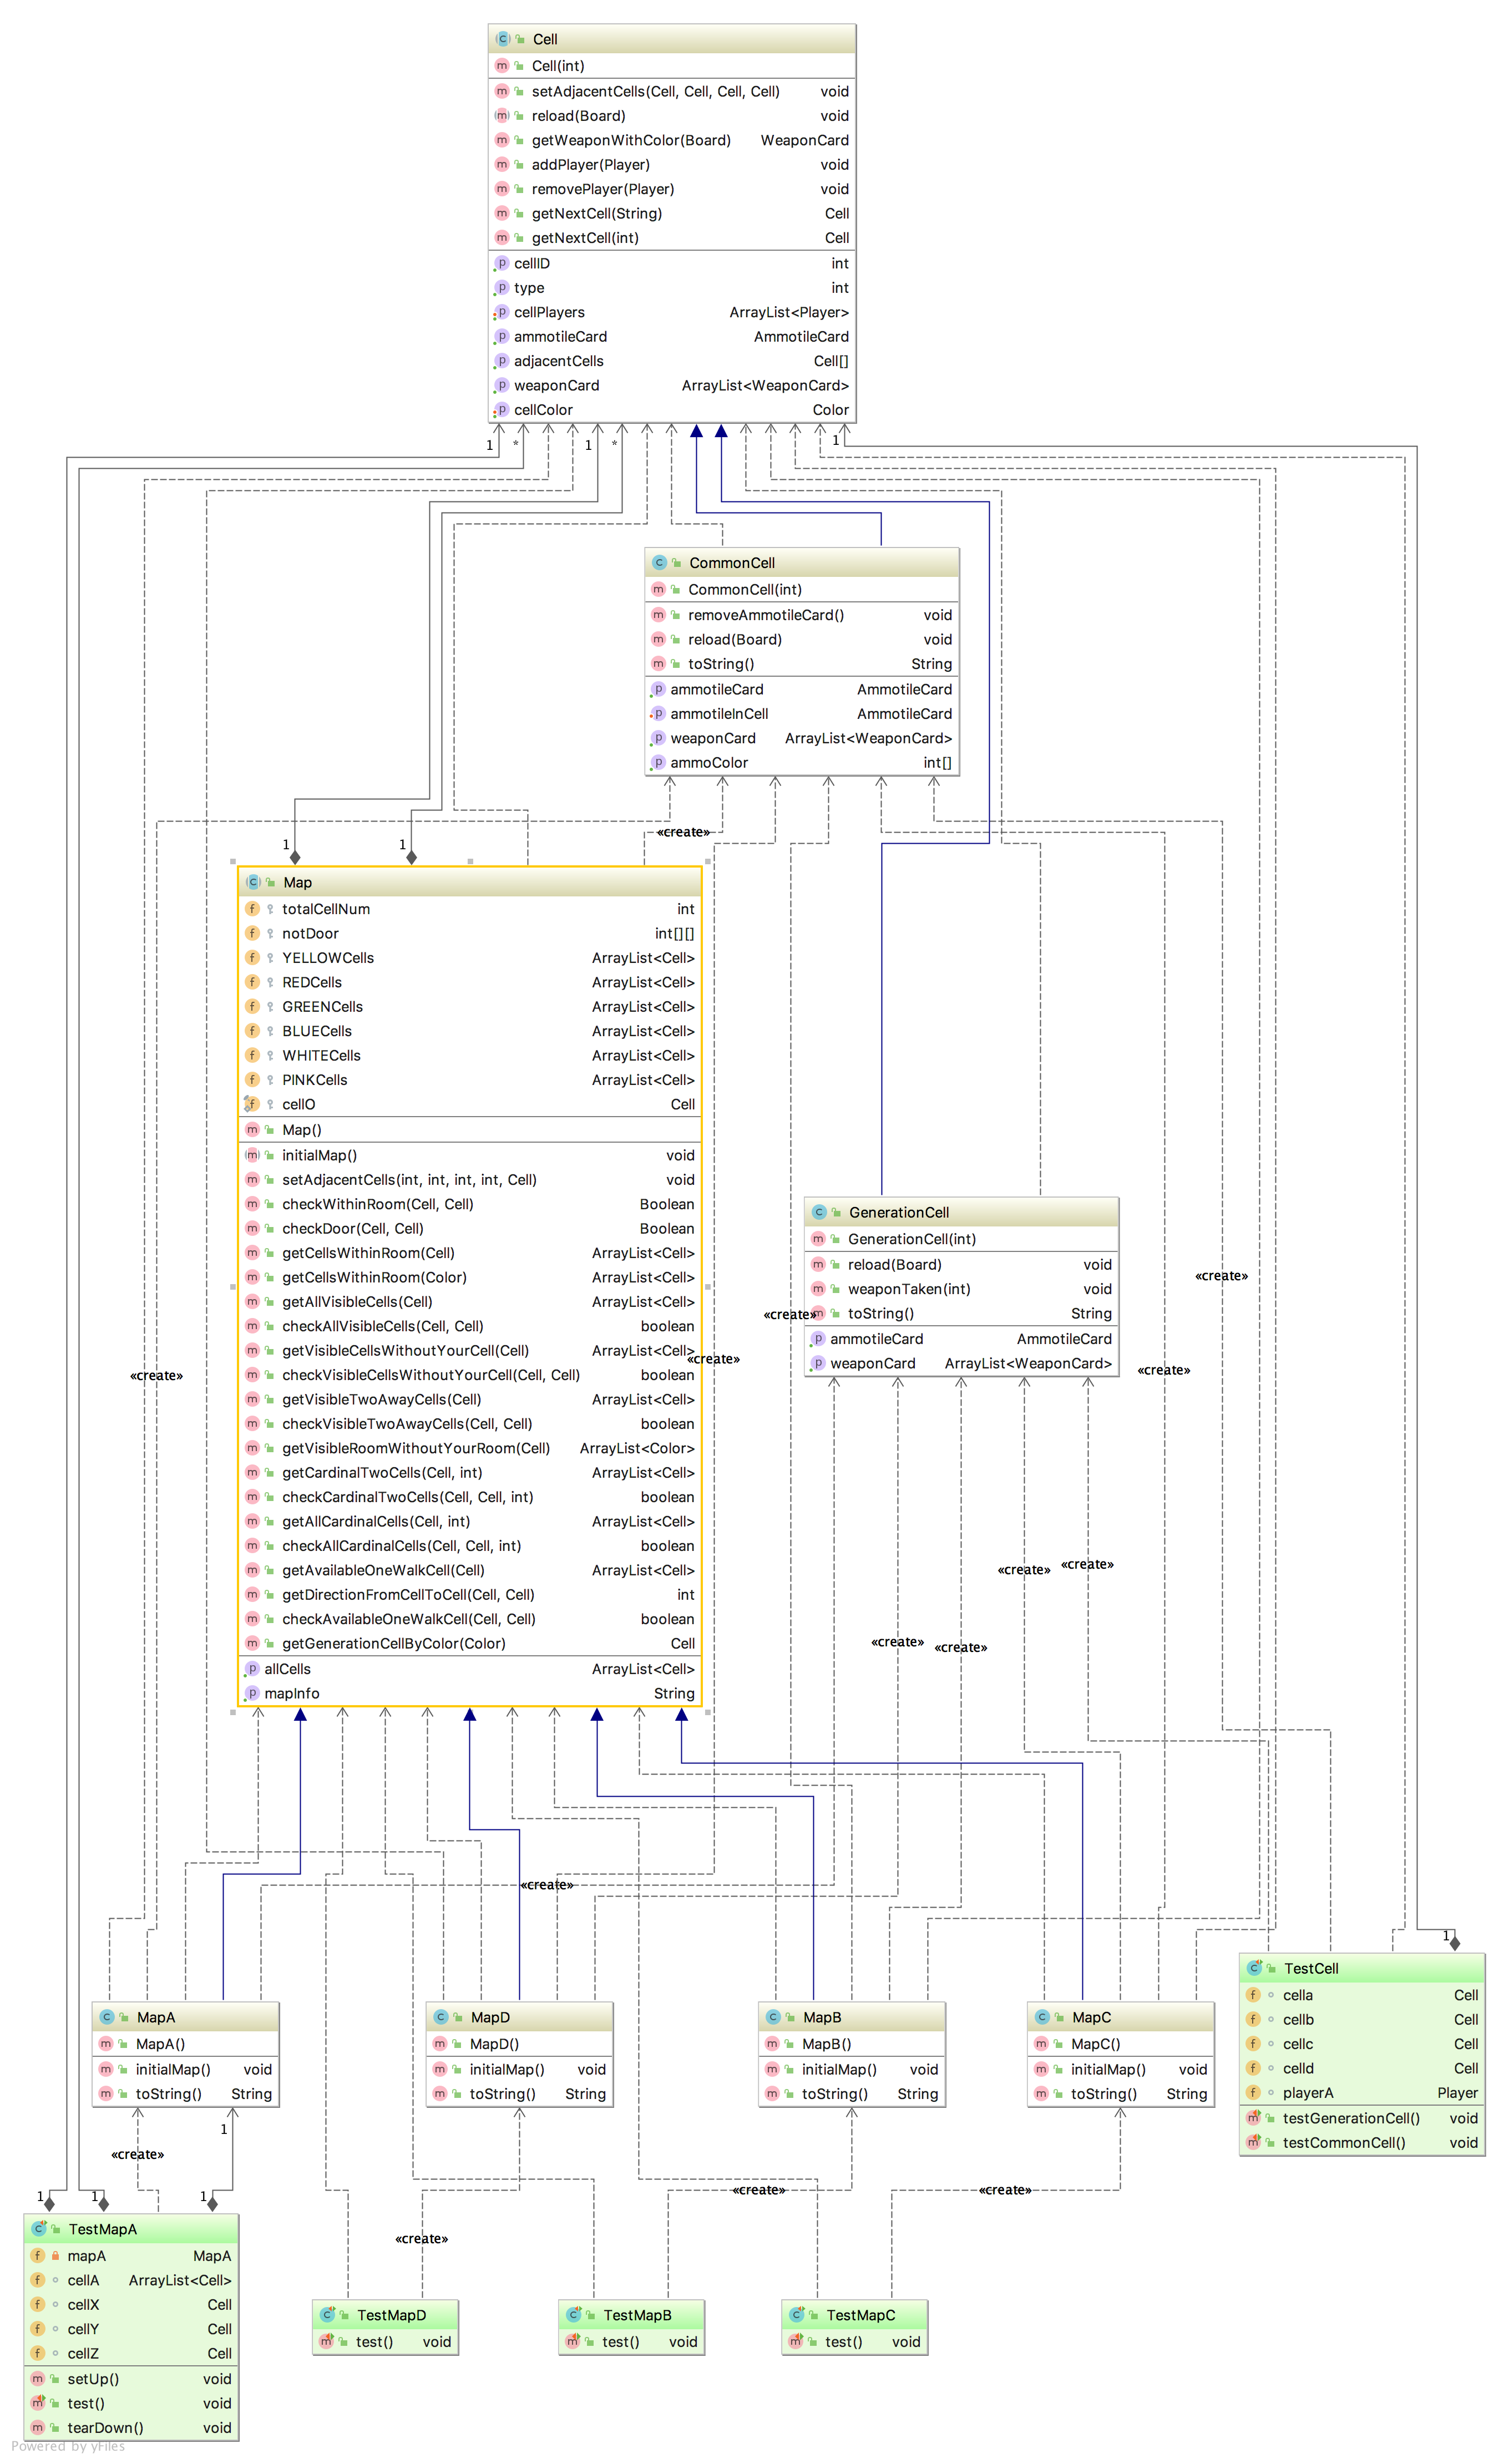 Cell
Cell(int)
setAdjacentCells(Cell, Cell, Cell, Cell) void
reload(Board) void
getWeaponWithColor(Board) WeaponCard
addPlayer(Player) void
removePlayer(Player) void
getNextCell(String) Cell
getNextCell(int) Cell
cellID int
type int
cellPlayers ArrayList<Player>
ammotileCard AmmotileCard
adjacentCells Cell[]
weaponCard ArrayList<WeaponCard>
cellColor Color
1 * 1 * 1
CommonCell
CommonCell(int)
removeAmmotileCard() void
reload(Board) void
toString() String
ammotileCard AmmotileCard
ammotileInCell AmmotileCard
weaponCard ArrayList<WeaponCard>
ammoColor int[]
«create»
1 1
Map
totalCellNum int
notDoor int[][]
YELLOWCells ArrayList<Cell>
REDCells ArrayList<Cell>
GREENCells ArrayList<Cell>
BLUECells ArrayList<Cell>
WHITECells ArrayList<Cell>
PINKCells ArrayList<Cell>
cell0 Cell
Map()
initialMap() void
setAdjacentCells(int, int, int, int, Cell) void
checkWithinRoom(Cell, Cell) Boolean
checkDoor(Cell, Cell) Boolean
getCellsWithinRoom(Cell) ArrayList<Cell>
getCellsWithinRoom(Color) ArrayList<Cell>
getAllVisibleCells(Cell) ArrayList<Cell>
checkAllVisibleCells(Cell, Cell) boolean
getVisibleCellsWithoutYourCell(Cell) ArrayList<Cell>
checkVisibleCellsWithoutYourCell(Cell, Cell) boolean
getVisibleTwoAwayCells(Cell) ArrayList<Cell>
checkVisibleTwoAwayCells(Cell, Cell) boolean
getVisibleRoomWithoutYourRoom(Cell) ArrayList<Color>
getCardinalTwoCells(Cell, int) ArrayList<Cell>
checkCardinalTwoCells(Cell, Cell, int) boolean
getAllCardinalCells(Cell, int) ArrayList<Cell>
checkAllCardinalCells(Cell, Cell, int) boolean
getAvailableOneWalkCell(Cell) ArrayList<Cell>
getDirectionFromCellToCell(Cell, Cell) int
checkAvailableOneWalkCell(Cell, Cell) boolean
getGenerationCellByColor(Color) Cell
allCells ArrayList<Cell>
mapInfo String
GenerationCell
GenerationCell(int)
reload(Board) void
weaponTaken(int) void
toString() String
ammotileCard AmmotileCard
weaponCard ArrayList<WeaponCard>
«create»
«create»
«create»
«create»
«create»
«create»
«create»
«create»
«create»
«create»
1
MapA
MapA()
initialMap() void
toString() String
MapD
MapD()
initialMap() void
toString() String
MapB
MapB()
initialMap() void
toString() String
MapC
MapC()
initialMap() void
toString() String
TestCell
cella Cell
cellb Cell
cellc Cell
celld Cell
playerA Player
testGenerationCell() void
testCommonCell() void
1
«create»
1 1 1
«create»
«create»
«create»
TestMapA
mapA MapA
cellA ArrayList<Cell>
cellX Cell
cellY Cell
cellZ Cell
setUp() void
test() void
tearDown() void
TestMapD
test() void
TestMapB
test() void
TestMapC
test() void
Powered by yFiles